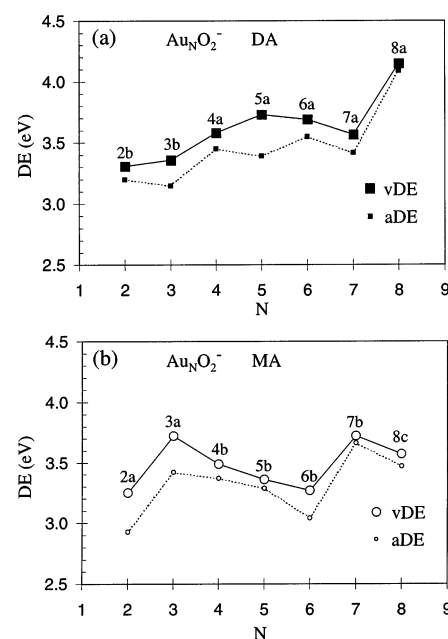 (a) Au_NO_2^- DA
4.5
4.0
3.5
3.0
2.5
DE (eV)
2b 3b 4a 5a 6a 7a 8a
vDE
aDE
1 2 3 4 5 6 7 8 9
N
(b) Au_NO_2^- MA
4.5
4.0
3.5
3.0
2.5
DE (eV)
2a 3a 4b 5b 6b 7b 8c
vDE
aDE
1 2 3 4 5 6 7 8 9
N